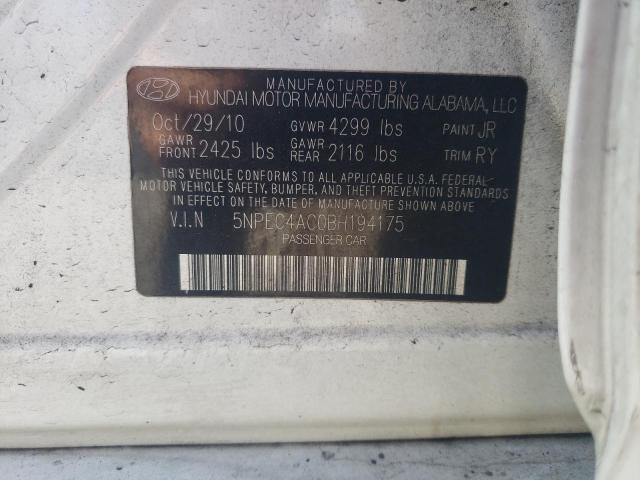 MANUFACTURED BY
HYUNDAI MOTOR MANUFACTURING ALABAMA, LLC
Oct/29/10 GVWR 4299 lbs PAINT JR
GAWR FRONT 2425 lbs GAWR REAR 2116 lbs TRIM RY
THIS VEHICLE CONFORMS TO ALL APPLICABLE U.S.A. FEDERAL
MOTOR VEHICLE SAFETY, BUMPER, AND THEFT PREVENTION STANDARDS
IN EFFECT ON THE DATE OF MANUFACTURE SHOWN ABOVE.
V.I.N 5NPEC4AC0BH194175
PASSENGER CAR